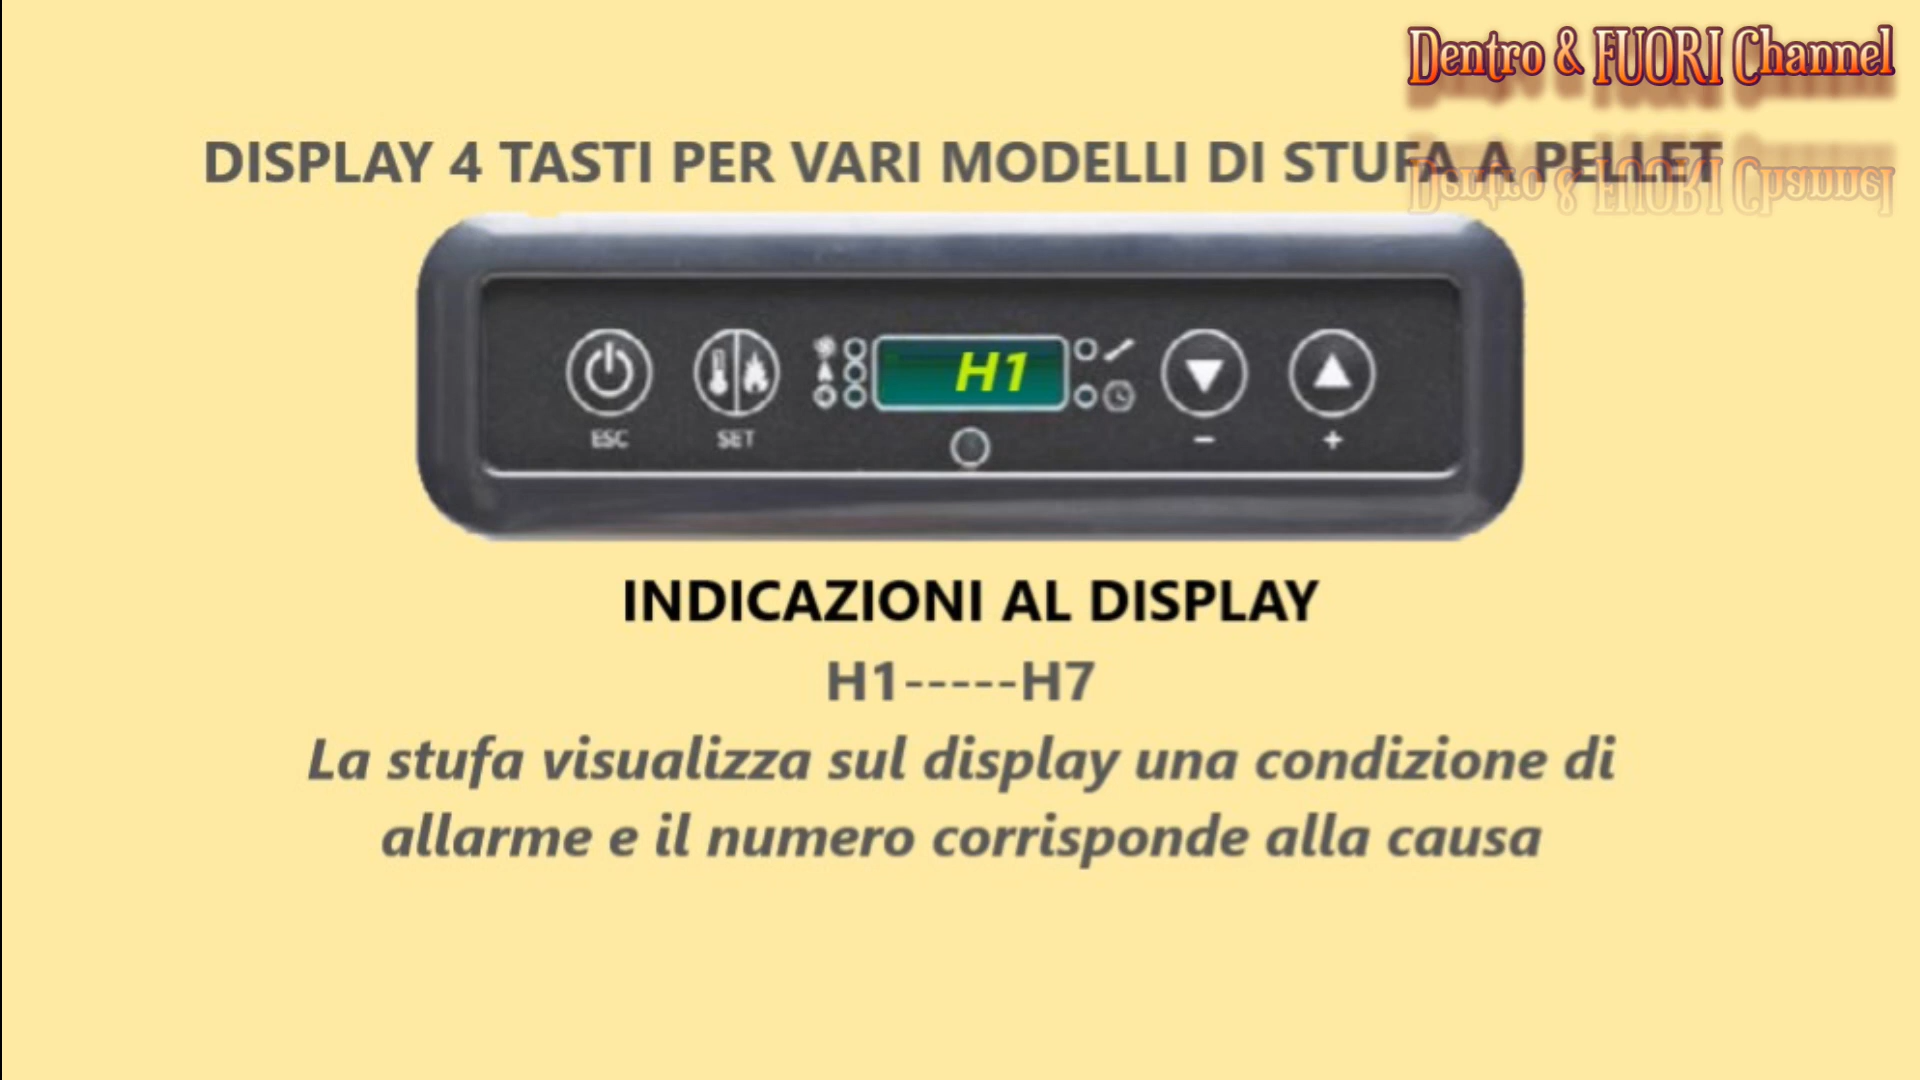 Dentro & FUORI Channel
DISPLAY 4 TASTI PER VARI MODELLI DI STUFA A PELLET
H1
ESC
SET
–
+
INDICAZIONI AL DISPLAY
H1-----H7
La stufa visualizza sul display una condizione di
allarme e il numero corrisponde alla causa